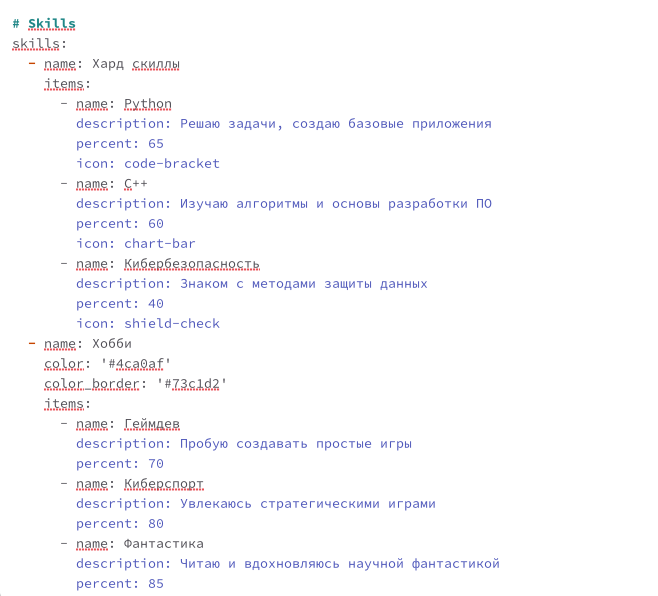 # Skills
skills:
  - name: Хард скиллы
    items:
      - name: Python
        description: Решаю задачи, создаю базовые приложения
        percent: 65
        icon: code-bracket
      - name: C++
        description: Изучаю алгоритмы и основы разработки ПО
        percent: 60
        icon: chart-bar
      - name: Кибербезопасность
        description: Знаком с методами защиты данных
        percent: 40
        icon: shield-check
  - name: Хобби
    color: '#4ca0af'
    color_border: '#73c1d2'
    items:
      - name: Геймдев
        description: Пробую создавать простые игры
        percent: 70
      - name: Киберспорт
        description: Увлекаюсь стратегическими играми
        percent: 80
      - name: Фантастика
        description: Читаю и вдохновляюсь научной фантастикой
        percent: 85